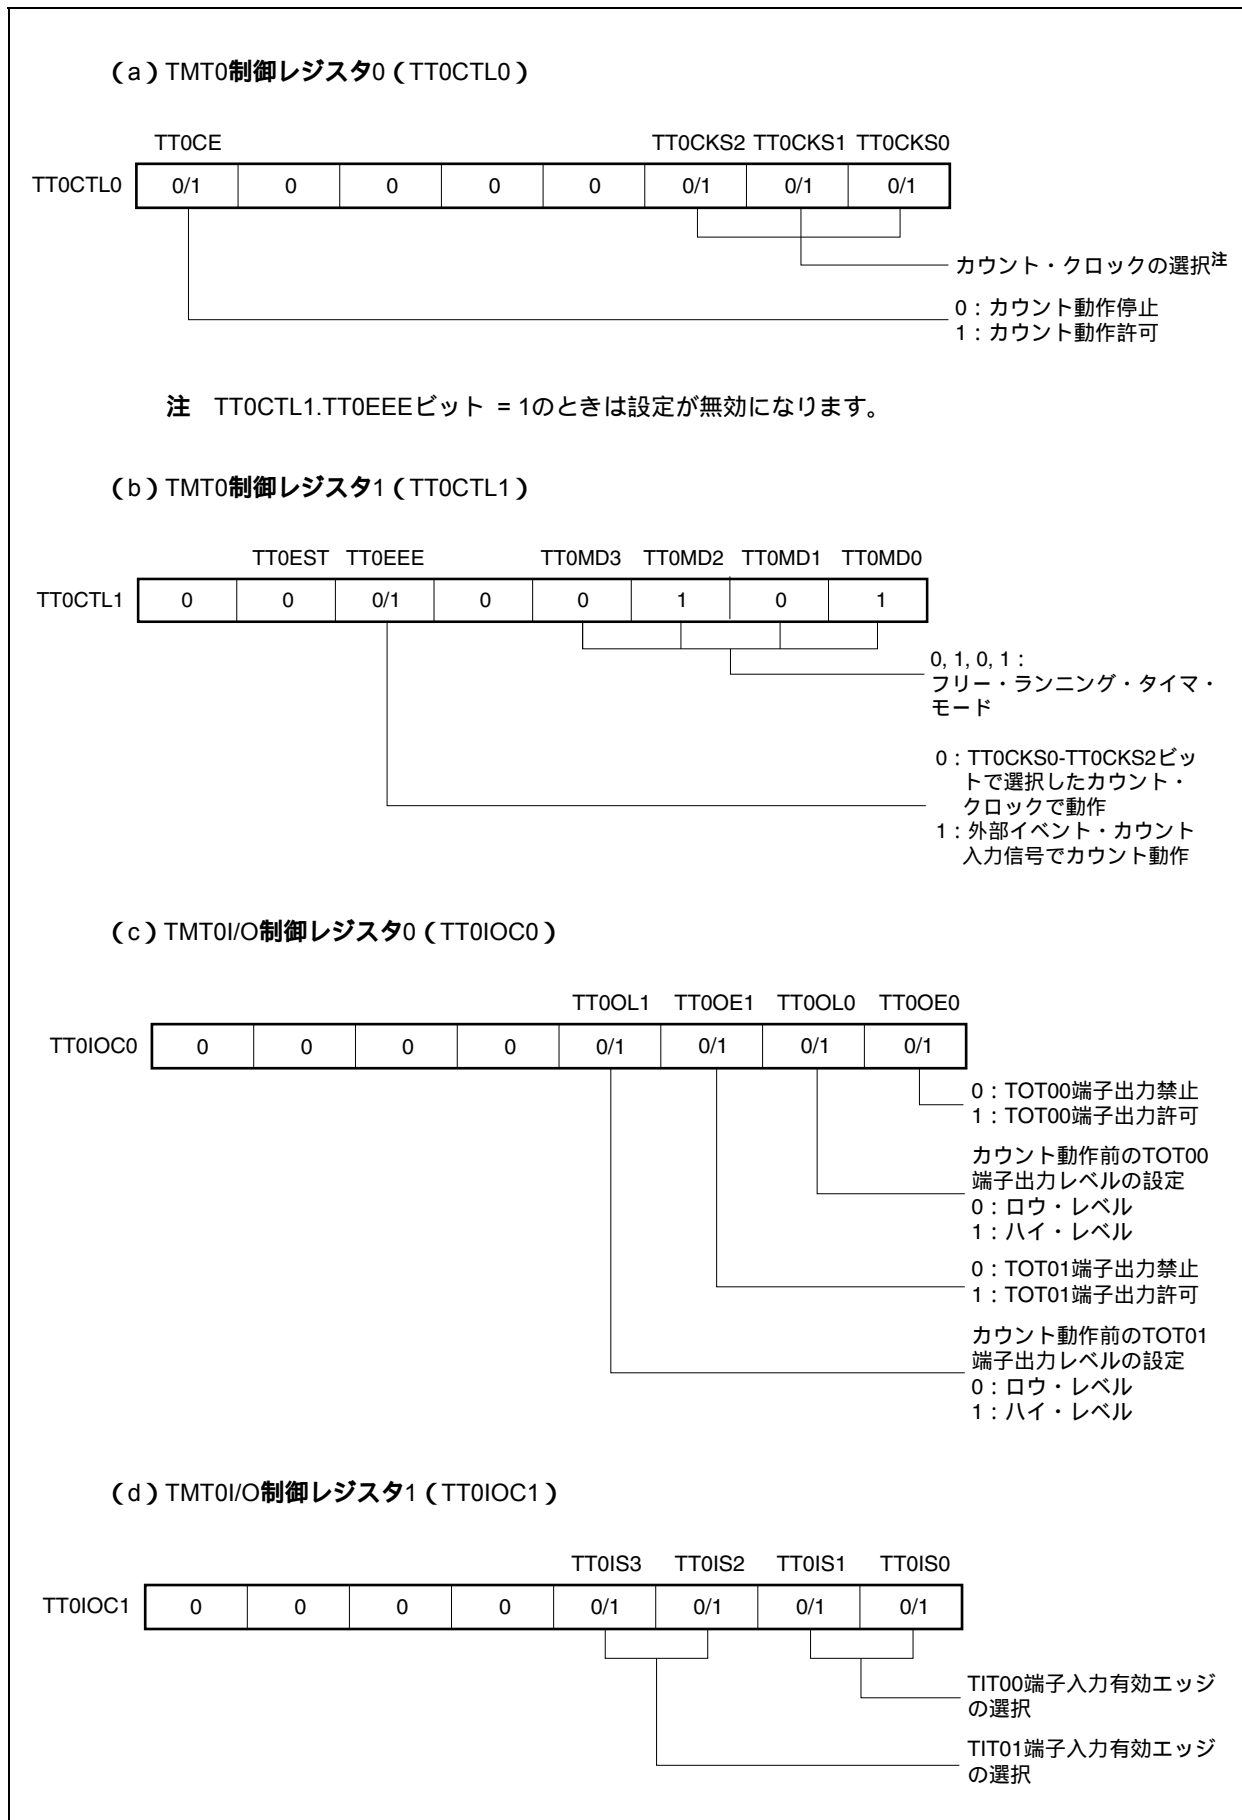 （a）TMT0制御レジスタ0（TT0CTL0）
TT0CE TT0CKS2 TT0CKS1 TT0CKS0
TT0CTL0 0/1 0 0 0 0 0/1 0/1 0/1
カウント・クロックの選択注
0：カウント動作停止
1：カウント動作許可
注 TT0CTL1.TT0EEEビット = 1のときは設定が無効になります。
（b）TMT0制御レジスタ1（TT0CTL1）
TT0EST TT0EEE TT0MD3 TT0MD2 TT0MD1 TT0MD0
TT0CTL1 0 0 0/1 0 0 1 0 1
0, 1, 0, 1：
フリー・ランニング・タイマ・
モード
0：TT0CKS0-TT0CKS2ビッ
トで選択したカウント・
クロックで動作
1：外部イベント・カウント
入力信号でカウント動作
（c）TMT0I/O制御レジスタ0（TT0IOC0）
TT0OL1 TT0OE1 TT0OL0 TT0OE0
TT0IOC0 0 0 0 0 0/1 0/1 0/1 0/1
0：TOT00端子出力禁止
1：TOT00端子出力許可
カウント動作前のTOT00
端子出力レベルの設定
0：ロウ・レベル
1：ハイ・レベル
0：TOT01端子出力禁止
1：TOT01端子出力許可
カウント動作前のTOT01
端子出力レベルの設定
0：ロウ・レベル
1：ハイ・レベル
（d）TMT0I/O制御レジスタ1（TT0IOC1）
TT0IS3 TT0IS2 TT0IS1 TT0IS0
TT0IOC1 0 0 0 0 0/1 0/1 0/1 0/1
TIT00端子入力有効エッジ
の選択
TIT01端子入力有効エッジ
の選択